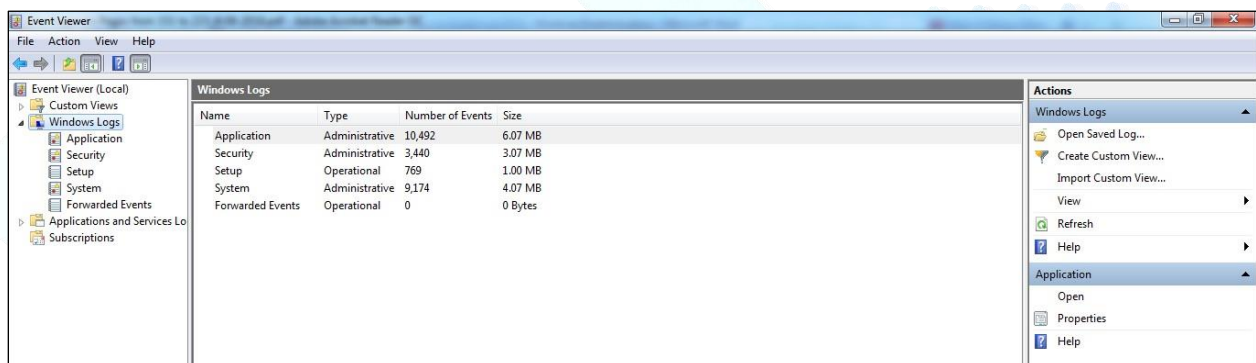 Event Viewer
File Action View Help
Event Viewer (Local)
Custom Views
Windows Logs
Application
Security
Setup
System
Forwarded Events
Applications and Services Lo
Subscriptions
Windows Logs
Name Type Number of Events Size
Application Administrative 10,492 6.07 MB
Security Administrative 3,440 3.07 MB
Setup Operational 769 1.00 MB
System Administrative 9,174 4.07 MB
Forwarded Events Operational 0 0 Bytes
Actions
Windows Logs
Open Saved Log...
Create Custom View...
Import Custom View...
View
Refresh
Help
Application
Open
Properties
Help